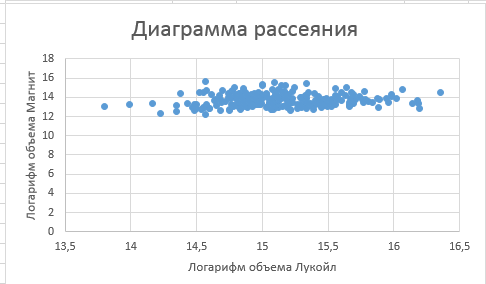 Диаграмма рассеяния
Логарифм объема Магнит
18
16
14
12
10
8
6
4
2
0
13,5 14 14,5 15 15,5 16 16,5
Логарифм объема Лукойл